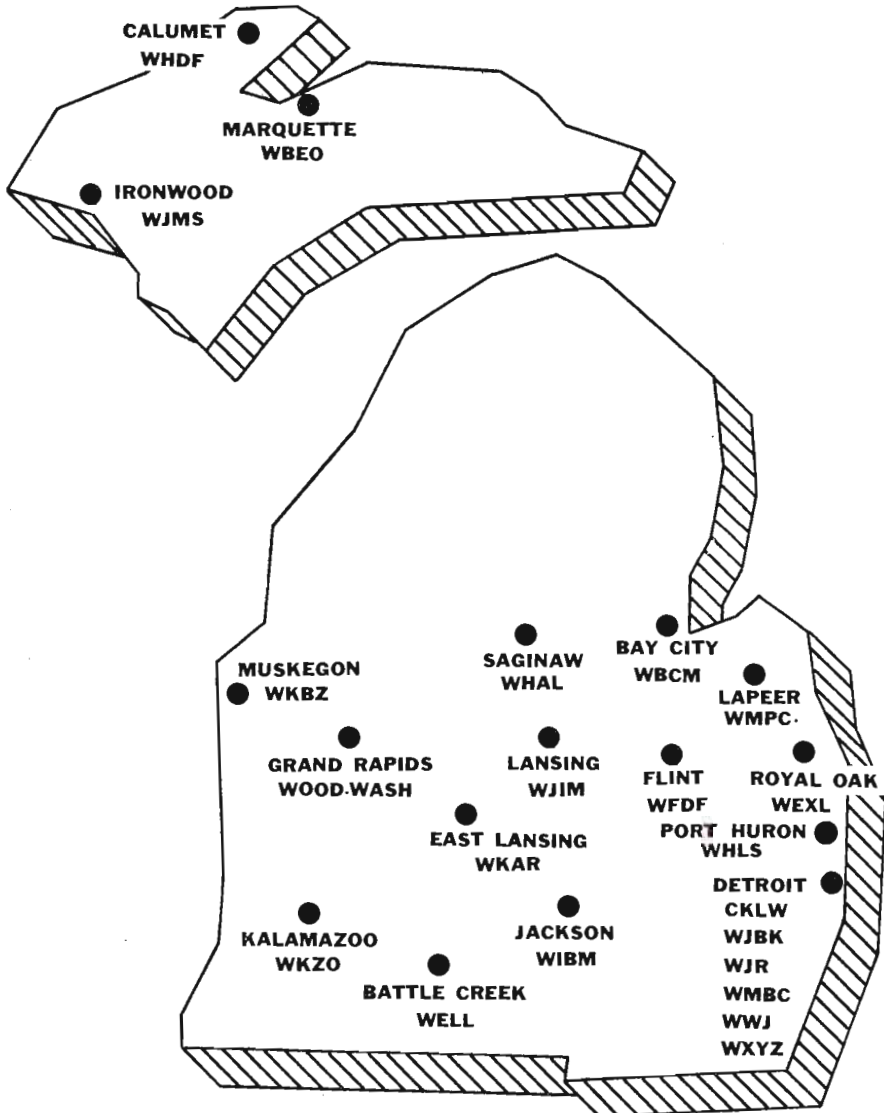 CALUMET
WHDF
MARQUETTE
WBEO
IRONWOOD
WJMS
MUSKEGON
WKBZ
SAGINAW
WHAL
BAY CITY
WBCM
LAPEER
WMPC.
GRAND RAPIDS
WOOD-WASH
LANSING
WJIM
FLINT
WFDF
ROYAL OAK
WEXL
EAST LANSING
WKAR
PORT HURON
WHLS
DETROIT
CKLW
WJBK
WJR
WMBC
WWJ
WXYZ
KALAMAZOO
WKZO
JACKSON
WIBM
BATTLE CREEK
WELL